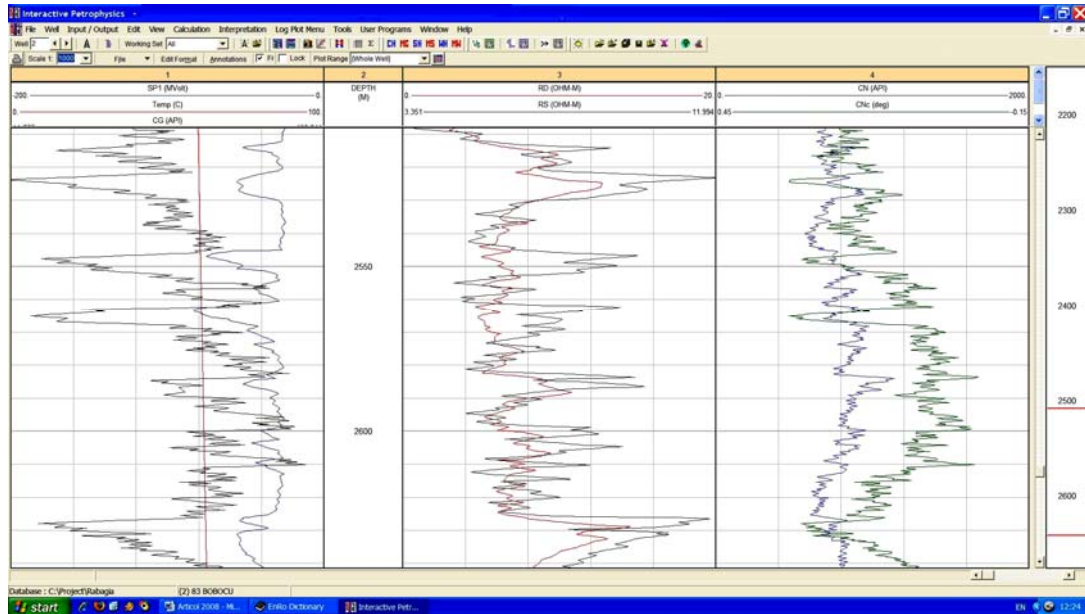 Interactive Petrophysics -
File Well Input / Output Edit View Calculation Interpretation Log Plot Menu Tools User Programs Window Help
Well 2 Working Set All
Scale 1: File Edit Format Annotations Fit Lock Plot Range (Whole Well)
1 2 3 4
SP1 (MVolt) DEPTH RD (OHM-M) CN (API)
-200. 0. (M) 0. 20. 0. 2000.
Temp (C) RS (OHM-M) CNc (deg)
0. 100. 3.351 11.994 0.45 -0.15
CG (API)
2200
2300
2550
2400
2500
2600
2600
Database : C:\Project\Rabagia (2) 83 BOBOCU
start Articol 2008 - Mi... EnRo Dictionary Interactive Petr... EN 12:24